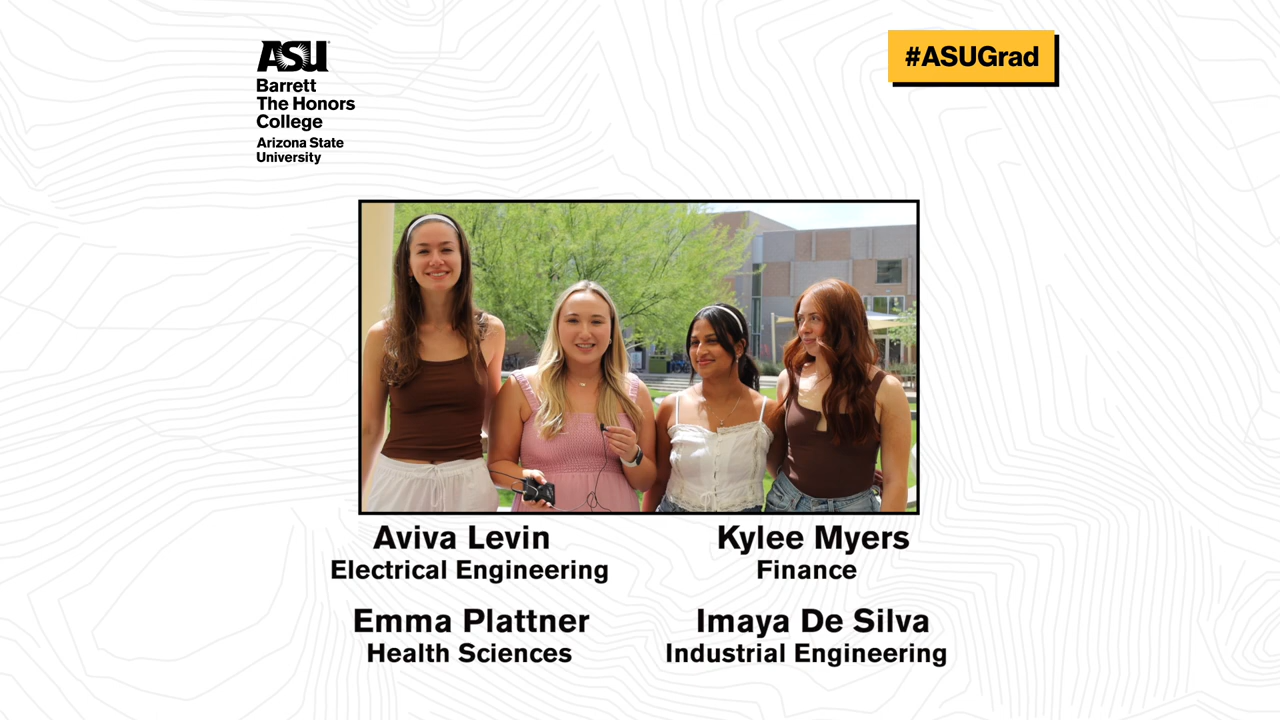 ASU
Barrett
The Honors
College
Arizona State
University
#ASUGrad
Aviva Levin
Electrical Engineering
Kylee Myers
Finance
Emma Plattner
Health Sciences
Imaya De Silva
Industrial Engineering